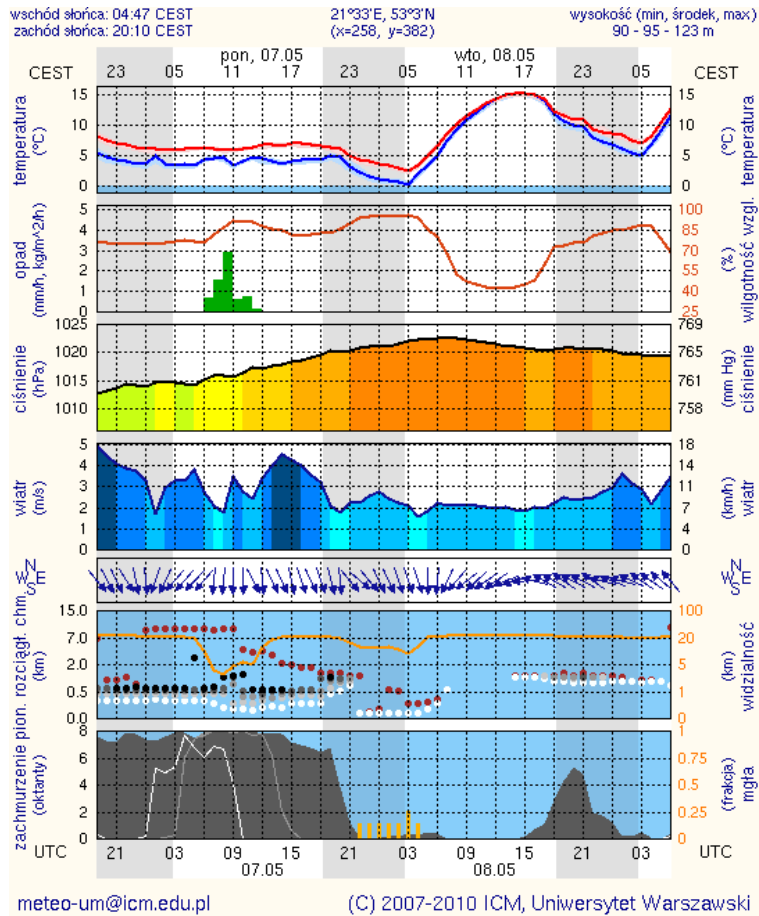 wschód słońca: 04:47 CEST 21°33'E, 53°3'N wysokość (min, środek, max)
zachód słońca: 20:10 CEST (x=258, y=382) 90 - 95 - 123 m
pon, 07.05 wto, 08.05
CEST 23 05 11 17 23 05 11 17 23 05 CEST
temperatura (°C) 15 10 5 0 15 10 5 0 (°C) temperatura
opad (mm/h, kg/m^2/h) 5 4 3 2 1 0 100 85 70 55 40 25 (%) wilgotność wzgl.
ciśnienie (hPa) 1025 1020 1015 1010 769 765 761 758 (mm Hg) ciśnienie
wiatr (m/s) 5 4 3 2 1 0 18 14 11 7 4 0 (km/h) wiatr
N W E S N W E S
pion. rozciągł. chm. (km) 15.0 7.0 2.0 0.5 0.0 100 20 5 1 0 (km) widzialność
zachmurzenie (oktanty) 8 6 4 2 0 1 0.75 0.5 0.25 0 (frakcja) mgła
UTC 21 03 09 15 21 03 09 15 21 03 UTC
07.05 08.05
meteo-um@icm.edu.pl (C) 2007-2010 ICM, Uniwersytet Warszawski